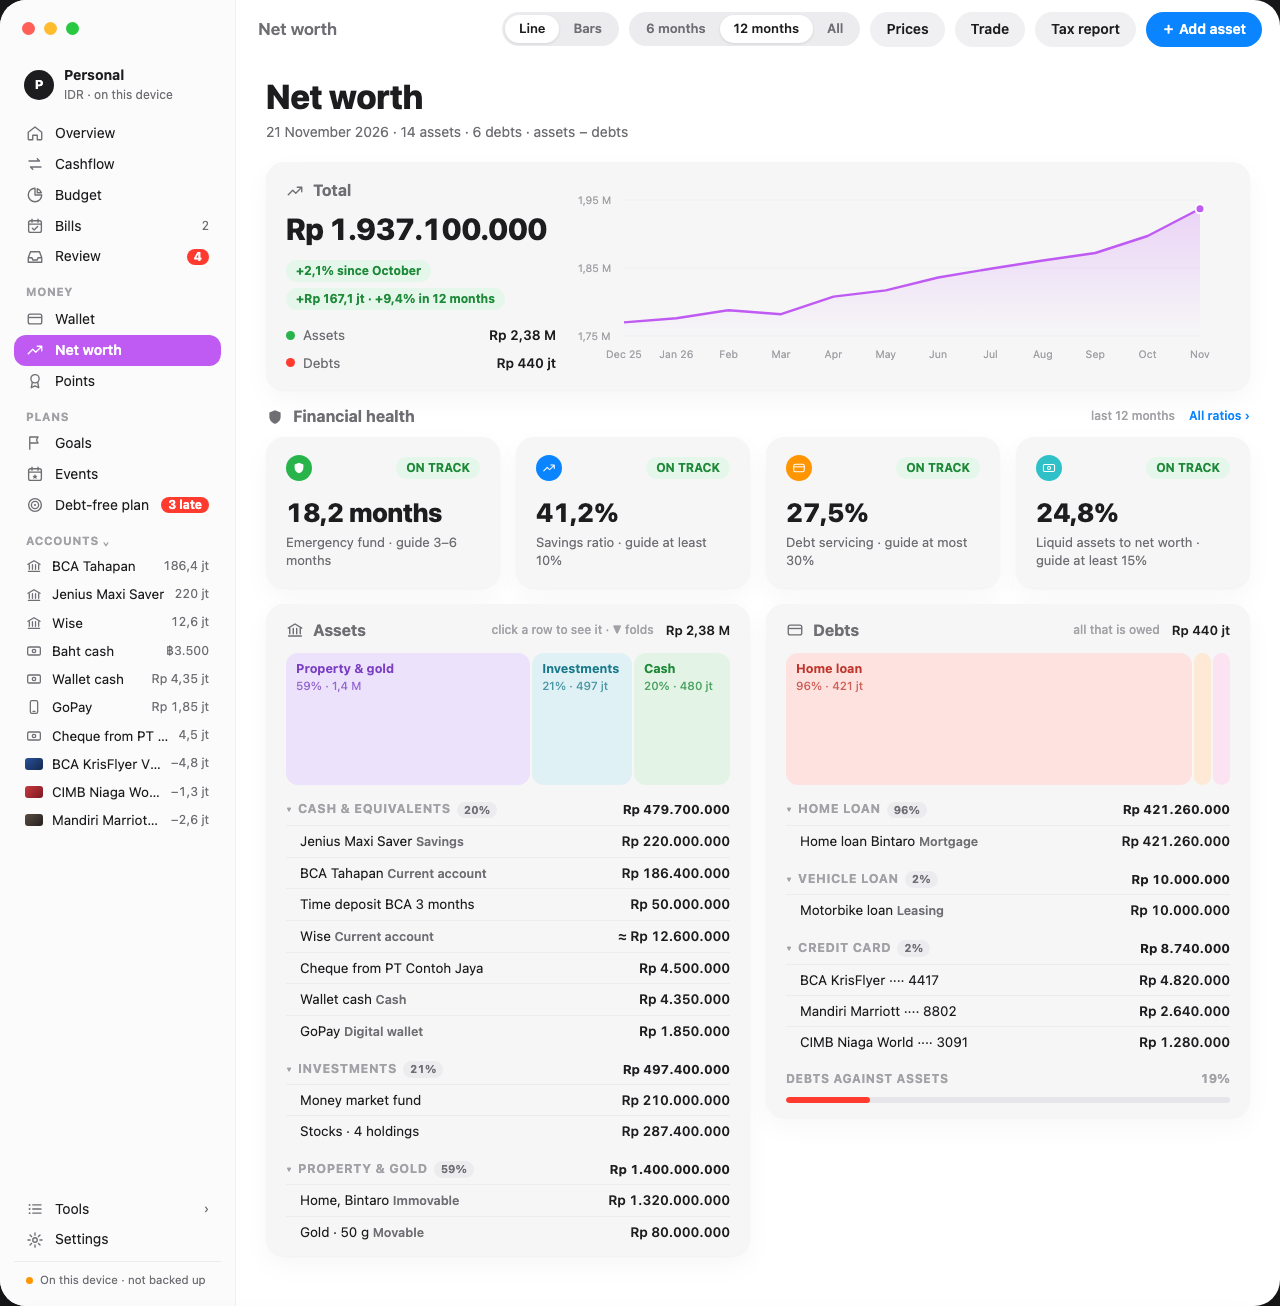 P
Personal
IDR · on this device
Overview
Cashflow
Budget
Bills 2
Review 4
MONEY
Wallet
Net worth
Points
PLANS
Goals
Events
Debt-free plan 3 late
ACCOUNTS
BCA Tahapan 186,4 jt
Jenius Maxi Saver 220 jt
Wise 12,6 jt
Baht cash ฿3.500
Wallet cash Rp 4,35 jt
GoPay Rp 1,85 jt
Cheque from PT ... 4,5 jt
BCA KrisFlyer V... −4,8 jt
CIMB Niaga Wo... −1,3 jt
Mandiri Marriot... −2,6 jt
Tools ›
Settings
On this device · not backed up
Net worth
Line Bars
6 months 12 months All
Prices
Trade
Tax report
+ Add asset
Net worth
21 November 2026 · 14 assets · 6 debts · assets − debts
Total
Rp 1.937.100.000
+2,1% since October
+Rp 167,1 jt · +9,4% in 12 months
Assets Rp 2,38 M
Debts Rp 440 jt
1,95 M
1,85 M
1,75 M
Dec 25 Jan 26 Feb Mar Apr May Jun Jul Aug Sep Oct Nov
Financial health
last 12 months All ratios ›
ON TRACK
18,2 months
Emergency fund · guide 3–6
months
ON TRACK
41,2%
Savings ratio · guide at least
10%
ON TRACK
27,5%
Debt servicing · guide at most
30%
ON TRACK
24,8%
Liquid assets to net worth ·
guide at least 15%
Assets click a row to see it · ▼ folds Rp 2,38 M
Property & gold
59% · 1,4 M
Investments
21% · 497 jt
Cash
20% · 480 jt
CASH & EQUIVALENTS 20% Rp 479.700.000
Jenius Maxi Saver Savings Rp 220.000.000
BCA Tahapan Current account Rp 186.400.000
Time deposit BCA 3 months Rp 50.000.000
Wise Current account ≈ Rp 12.600.000
Cheque from PT Contoh Jaya Rp 4.500.000
Wallet cash Cash Rp 4.350.000
GoPay Digital wallet Rp 1.850.000
INVESTMENTS 21% Rp 497.400.000
Money market fund Rp 210.000.000
Stocks · 4 holdings Rp 287.400.000
PROPERTY & GOLD 59% Rp 1.400.000.000
Home, Bintaro Immovable Rp 1.320.000.000
Gold · 50 g Movable Rp 80.000.000
Debts all that is owed Rp 440 jt
Home loan
96% · 421 jt
HOME LOAN 96% Rp 421.260.000
Home loan Bintaro Mortgage Rp 421.260.000
VEHICLE LOAN 2% Rp 10.000.000
Motorbike loan Leasing Rp 10.000.000
CREDIT CARD 2% Rp 8.740.000
BCA KrisFlyer ···· 4417 Rp 4.820.000
Mandiri Marriott ···· 8802 Rp 2.640.000
CIMB Niaga World ···· 3091 Rp 1.280.000
DEBTS AGAINST ASSETS 19%